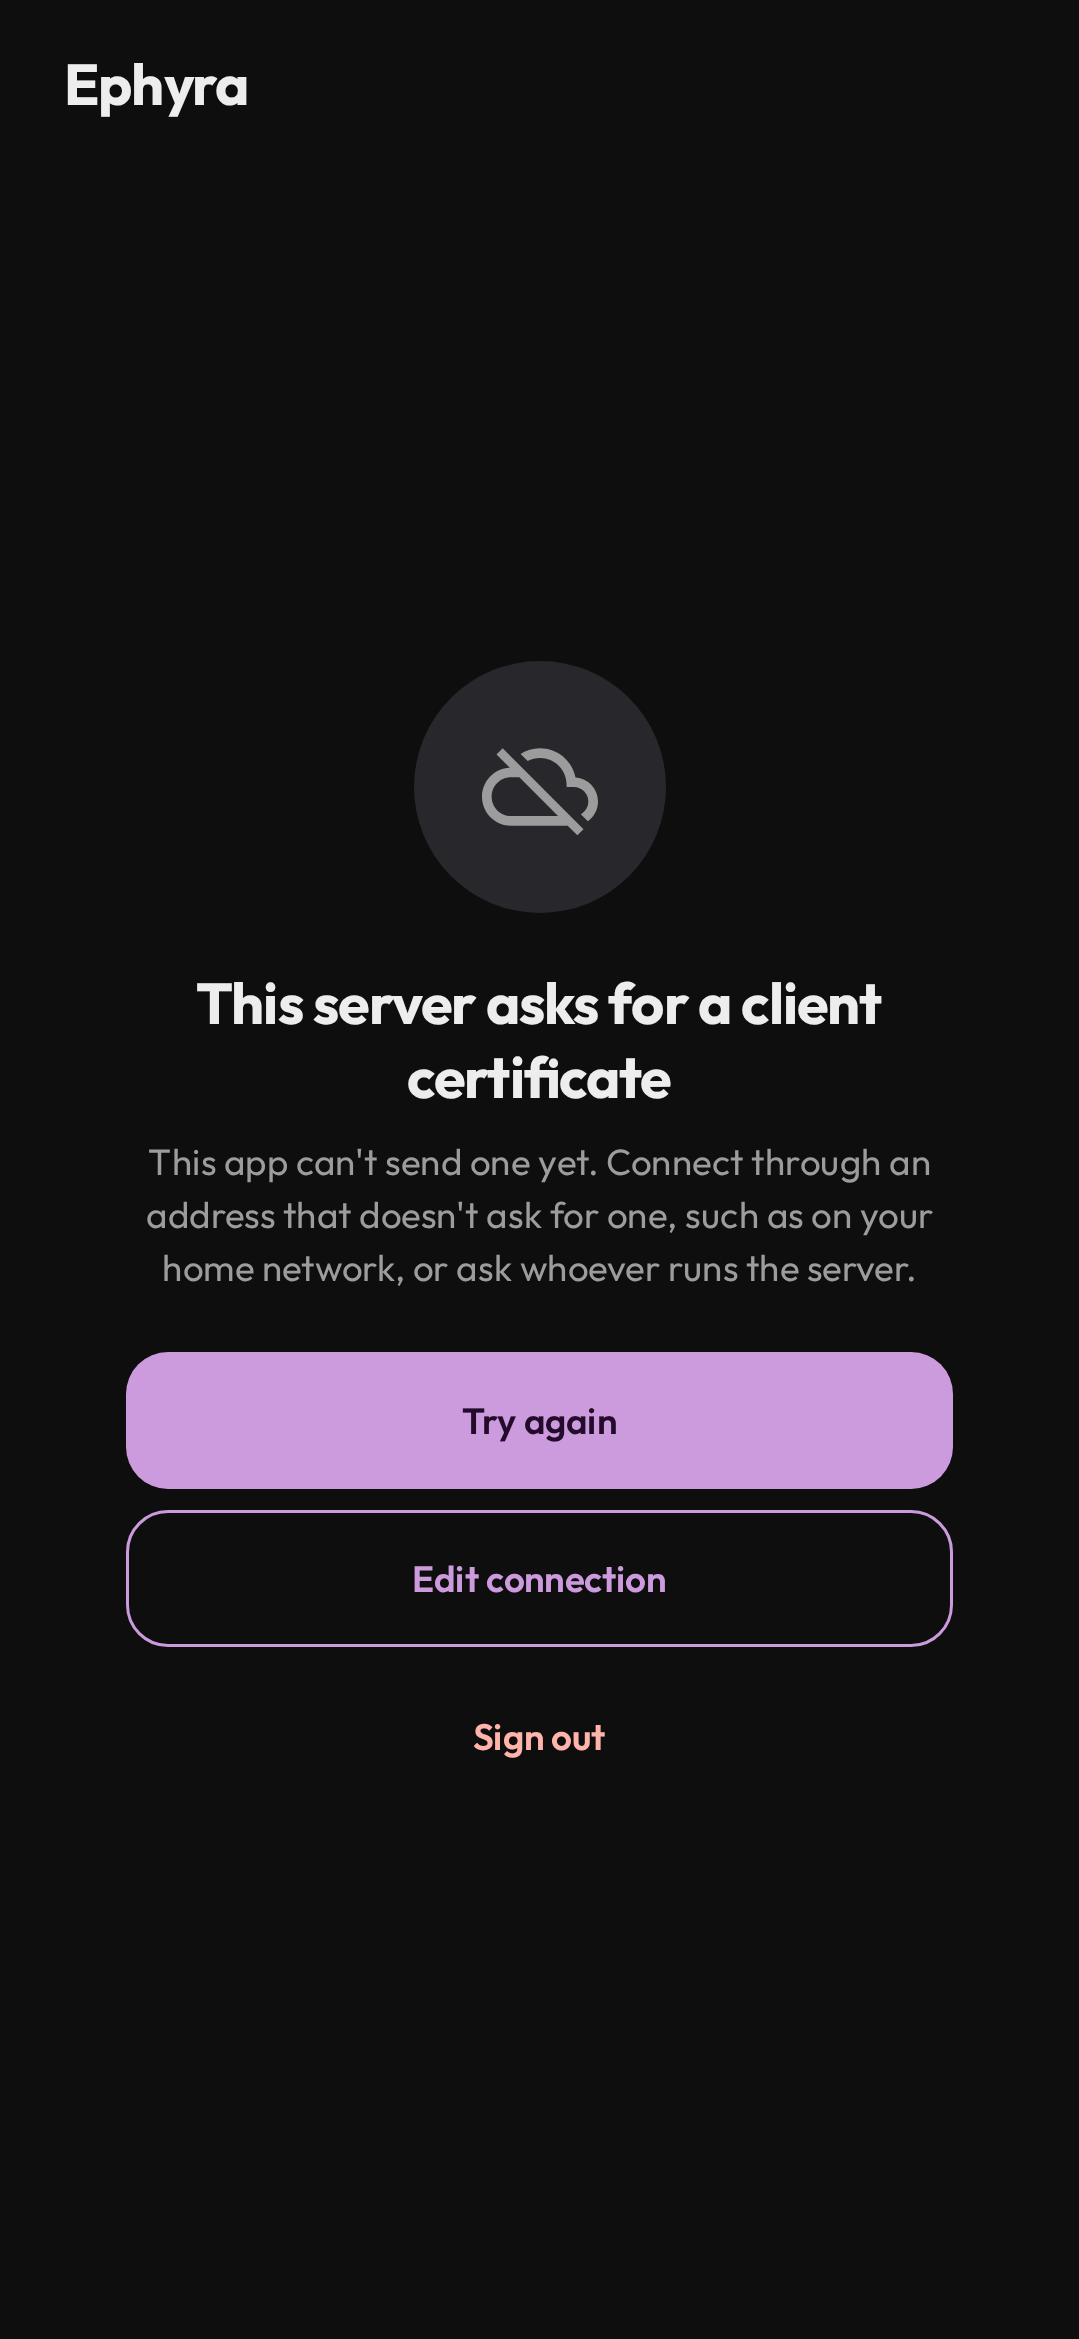 Ephyra
This server asks for a client
certificate
This app can't send one yet. Connect through an
address that doesn't ask for one, such as on your
home network, or ask whoever runs the server.
Try again
Edit connection
Sign out